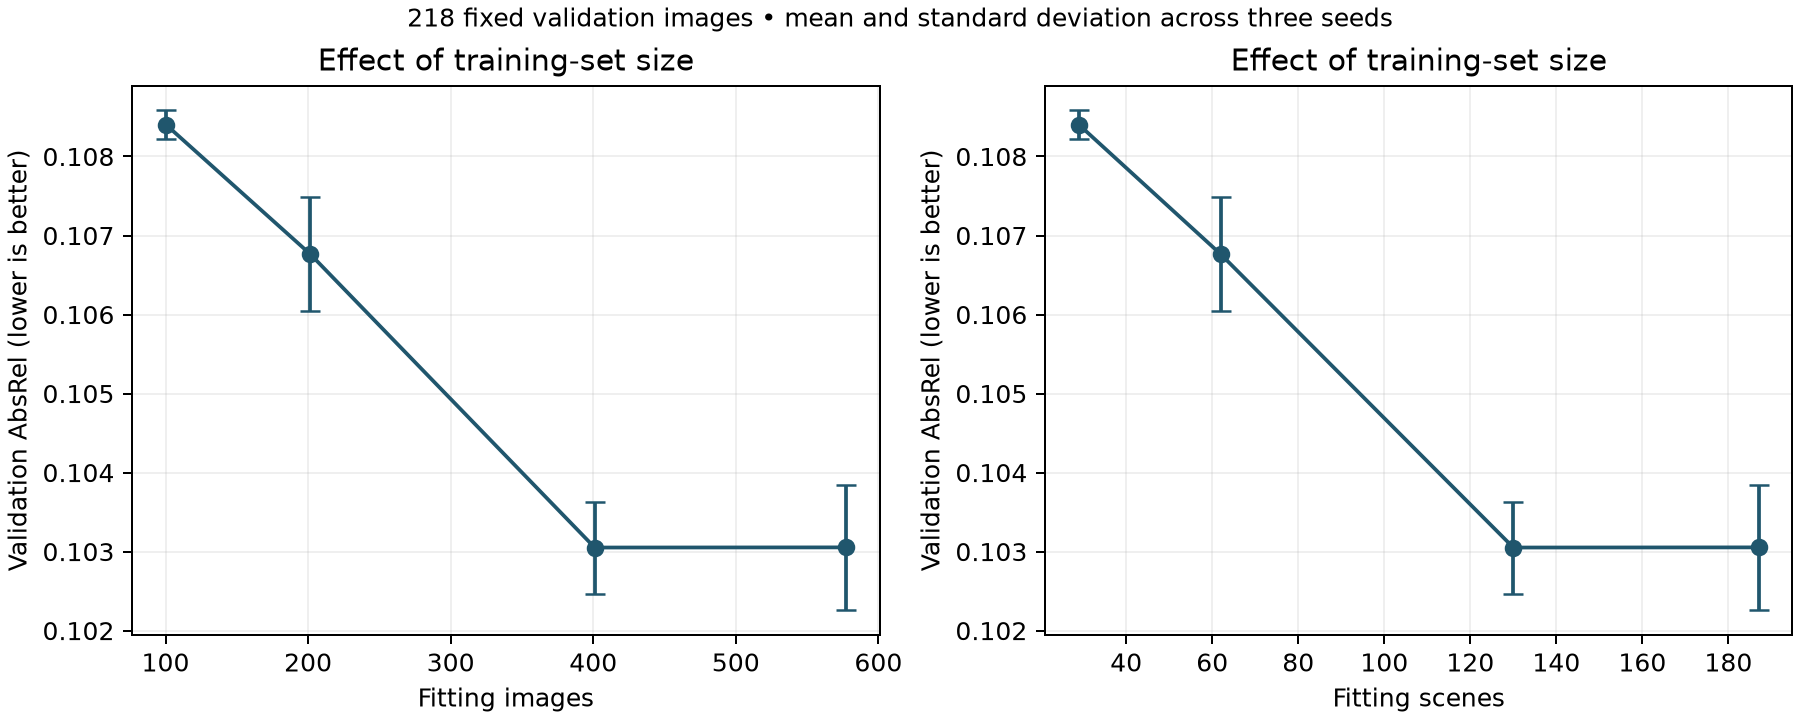 218 fixed validation images • mean and standard deviation across three seeds
Effect of training-set size
Validation AbsRel (lower is better)
0.108
0.107
0.106
0.105
0.104
0.103
0.102
100 200 300 400 500 600
Fitting images
Effect of training-set size
Validation AbsRel (lower is better)
0.108
0.107
0.106
0.105
0.104
0.103
0.102
40 60 80 100 120 140 160 180
Fitting scenes